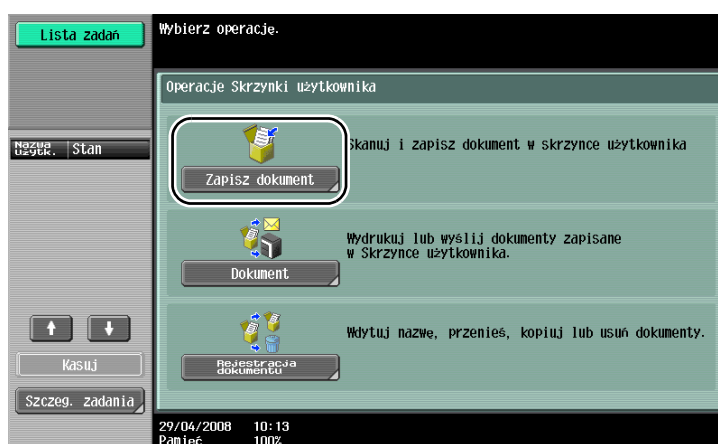 Lista zadań
Wybierz operację.
Operacje Skrzynki użytkownika
Nazwa
użytk.
Stan
Skanuj i zapisz dokument w skrzynce użytkownika
Zapisz dokument
Wydrukuj lub wyślij dokumenty zapisane
w Skrzynce użytkownika.
Dokument
Wdytuj nazwę, przenieś, kopiuj lub usuń dokumenty.
Rejestracja
dokumentu
Kasuj
Szczeg. zadania
29/04/2008 10:13
Pamięć 100%